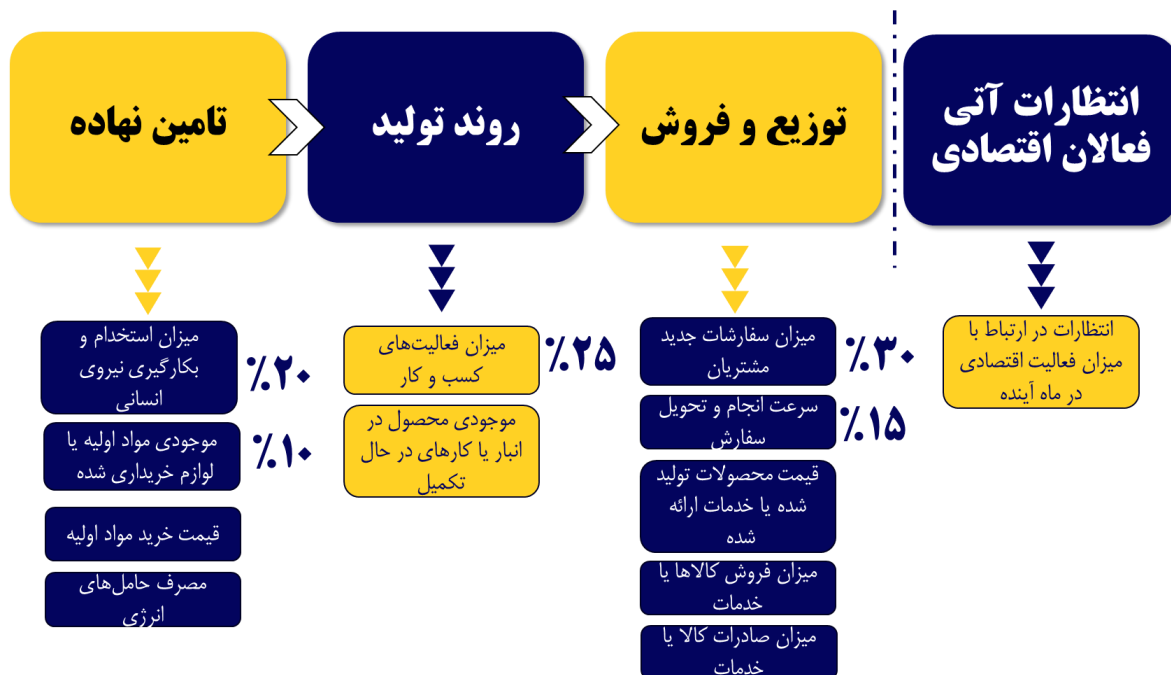 تامین نهاده
روند تولید
توزیع و فروش
انتظارات آتی
فعالان اقتصادی
میزان استخدام و
بکارگیری نیروی
انسانی
٪۲۰
موجودی مواد اولیه یا
لوازم خریداری شده
٪۱۰
قیمت خرید مواد اولیه
مصرف حامل‌های
انرژی
میزان فعالیت‌های
کسب و کار
٪۲۵
موجودی محصول در
انبار یا کارهای در حال
تکمیل
میزان سفارشات جدید
مشتریان
٪۳۰
سرعت انجام و تحویل
سفارش
٪۱۵
قیمت محصولات تولید
شده یا خدمات ارائه
شده
میزان فروش کالاها یا
خدمات
میزان صادرات کالا یا
خدمات
انتظارات در ارتباط با
میزان فعالیت اقتصادی
در ماه آینده